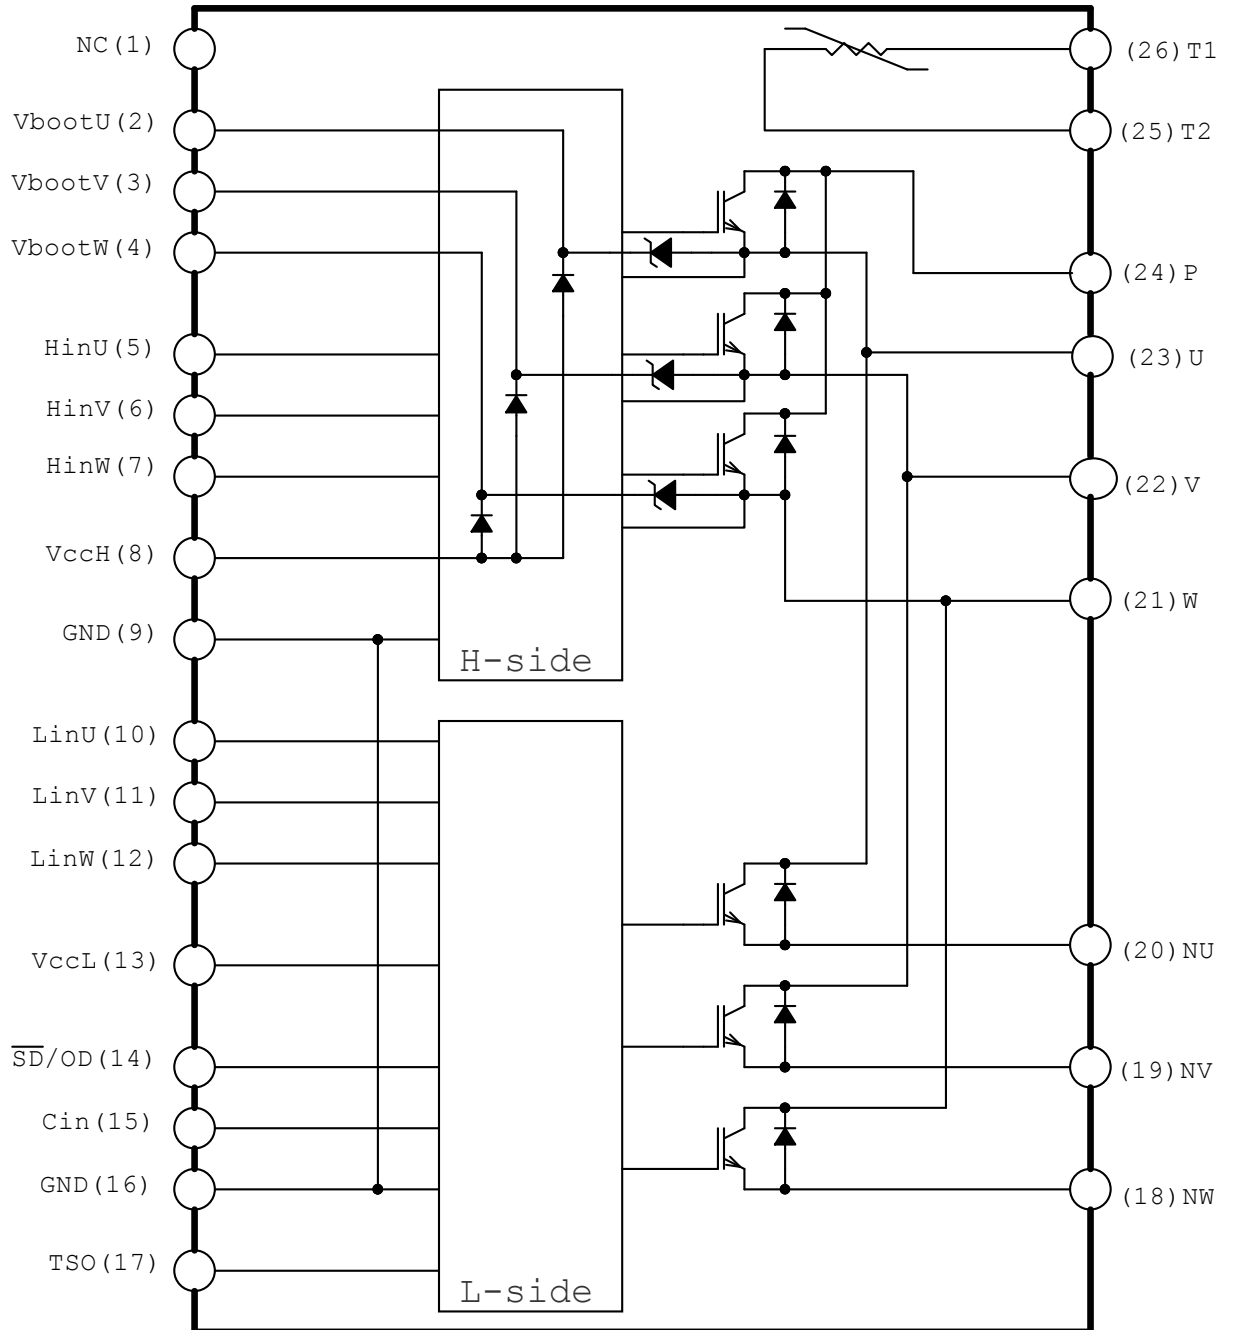 NC(1)
VbootU(2)
VbootV(3)
VbootW(4)
HinU(5)
HinV(6)
HinW(7)
VccH(8)
GND(9)
LinU(10)
LinV(11)
LinW(12)
VccL(13)
S̅D̅/OD(14)
Cin(15)
GND(16)
TSO(17)
H-side
L-side
(26)T1
(25)T2
(24)P
(23)U
(22)V
(21)W
(20)NU
(19)NV
(18)NW